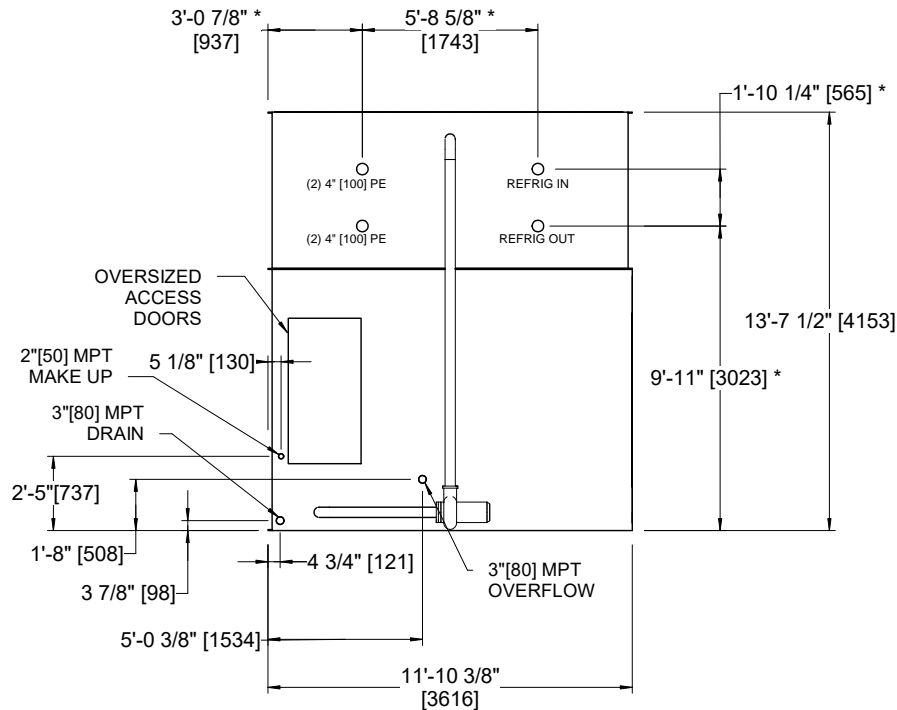 3'-0 7/8" *
[937]
5'-8 5/8" *
[1743]
1'-10 1/4" [565] *
(2) 4" [100] PE
REFRIG IN
(2) 4" [100] PE
REFRIG OUT
OVERSIZED
ACCESS
DOORS
13'-7 1/2" [4153]
2"[50] MPT
MAKE UP
5 1/8" [130]
9'-11" [3023] *
3"[80] MPT
DRAIN
2'-5"[737]
1'-8" [508]
4 3/4" [121]
3"[80] MPT
OVERFLOW
3 7/8" [98]
5'-0 3/8" [1534]
11'-10 3/8"
[3616]